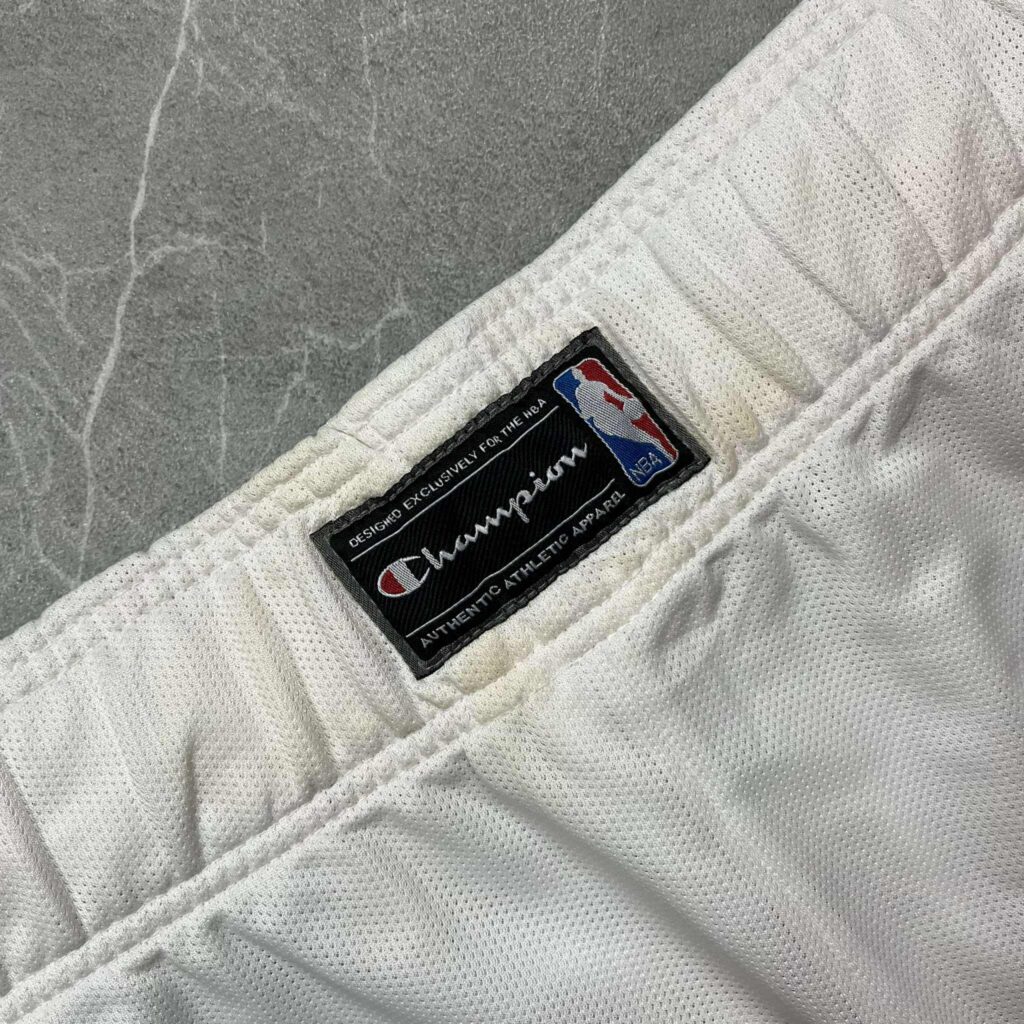 DESIGNED EXCLUSIVELY FOR THE NBA
Champion
AUTHENTIC ATHLETIC APPAREL
NBA